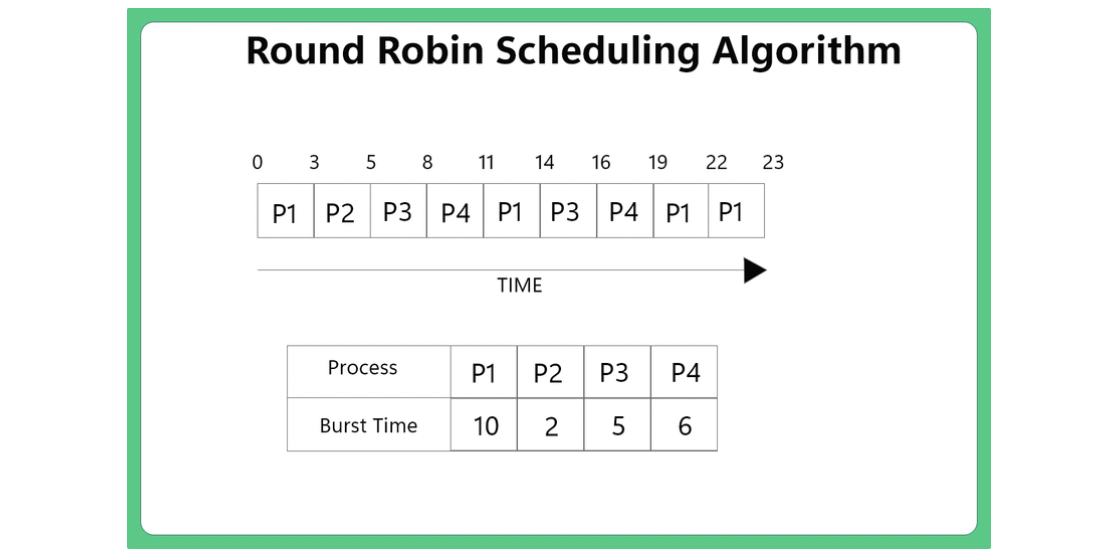 Round Robin Scheduling Algorithm
0 3 5 8 11 14 16 19 22 23
P1 P2 P3 P4 P1 P3 P4 P1 P1
TIME
Process P1 P2 P3 P4
Burst Time 10 2 5 6